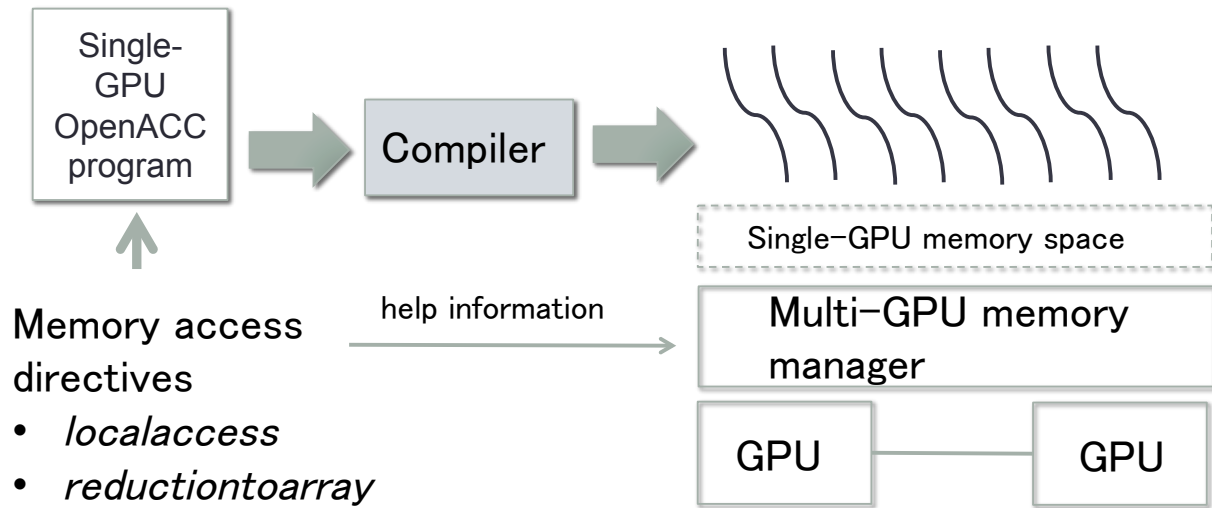 Single-
GPU
OpenACC
program
Compiler
Single-GPU memory space
Memory access
directives
• localaccess
• reductiontoarray
help information
Multi-GPU memory
manager
GPU
GPU